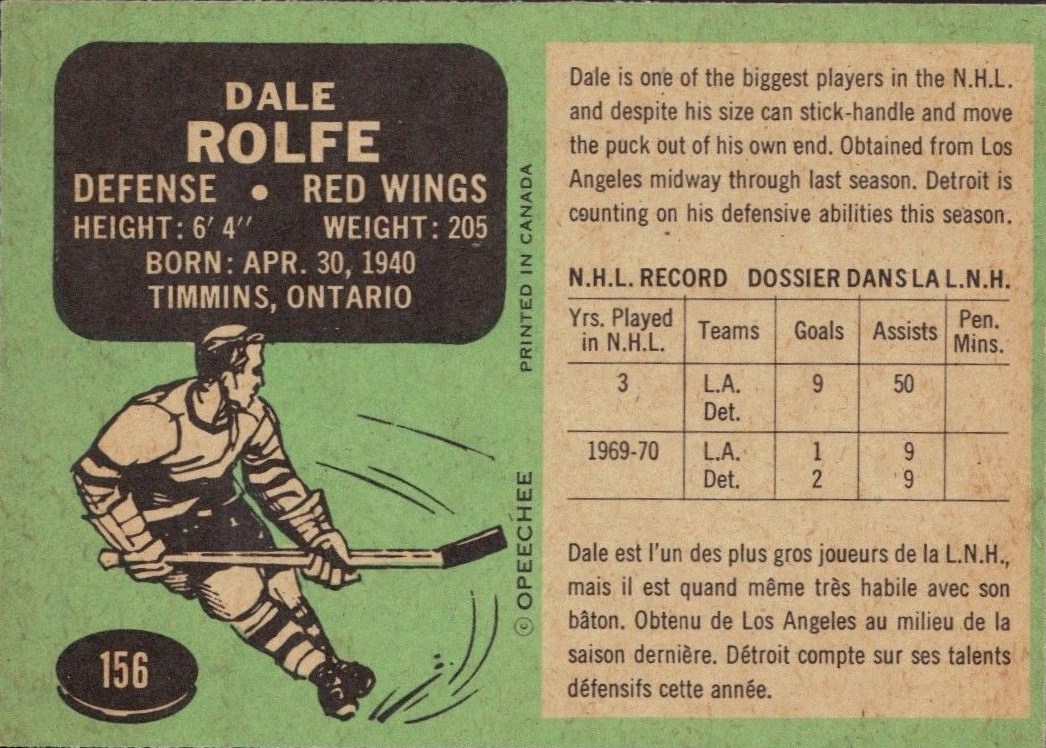 DALE
ROLFE
DEFENSE • RED WINGS
HEIGHT: 6' 4'' WEIGHT: 205
BORN: APR. 30, 1940
TIMMINS, ONTARIO
156
© OPEECHEE PRINTED IN CANADA
Dale is one of the biggest players in the N.H.L.
and despite his size can stick-handle and move
the puck out of his own end. Obtained from Los
Angeles midway through last season. Detroit is
counting on his defensive abilities this season.
N.H.L. RECORD DOSSIER DANS LA L.N.H.
Yrs. Played in N.H.L. Teams Goals Assists Pen. Mins.
3 L.A. 9 50
Det.
1969-70 L.A. 1 9
Det. 2 9
Dale est l'un des plus gros joueurs de la L.N.H.,
mais il est quand même très habile avec son
bâton. Obtenu de Los Angeles au milieu de la
saison dernière. Détroit compte sur ses talents
défensifs cette année.